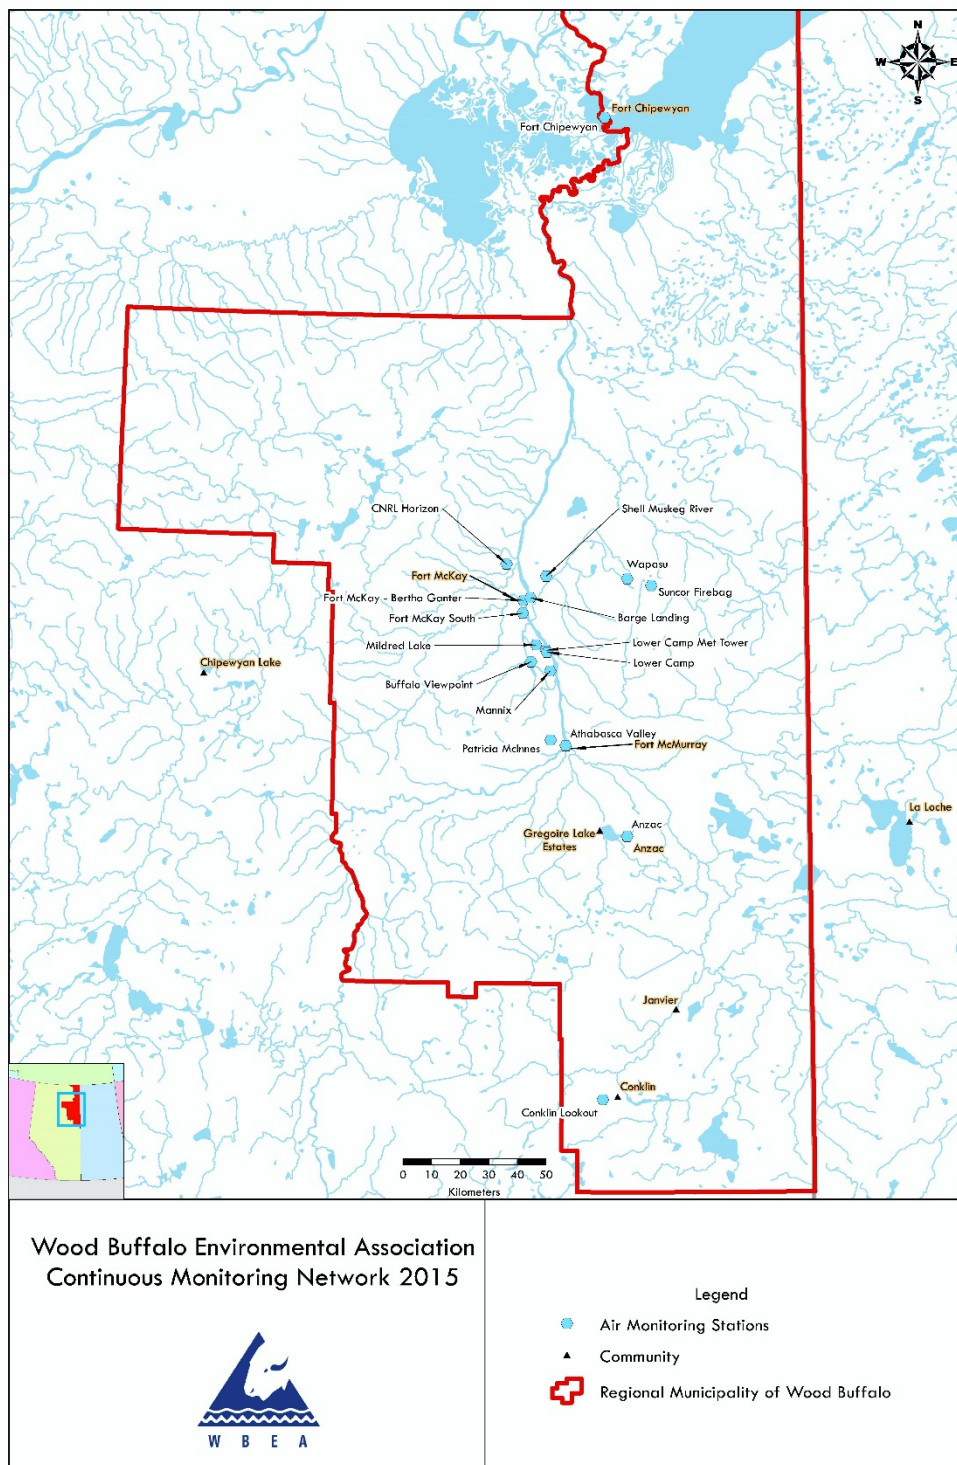 N
W E
S
Fort Chipewyan
Fort Chipewyan
CNRL Horizon
Shell Muskeg River
Wapasu
Fort McKay
Suncor Firebag
Fort McKay - Bertha Ganter
Fort McKay South
Barge Landing
Mildred Lake
Lower Camp Met Tower
Lower Camp
Chipewyan Lake
Buffalo Viewpoint
Mannix
Athabasca Valley
Patricia McInnes
Fort McMurray
La Loche
Anzac
Gregoire Lake
Estates
Anzac
Janvier
Conklin
Conklin Lookout
0 10 20 30 40 50
Kilometers
Wood Buffalo Environmental Association
Continuous Monitoring Network 2015
WBEA
Legend
Air Monitoring Stations
Community
Regional Municipality of Wood Buffalo